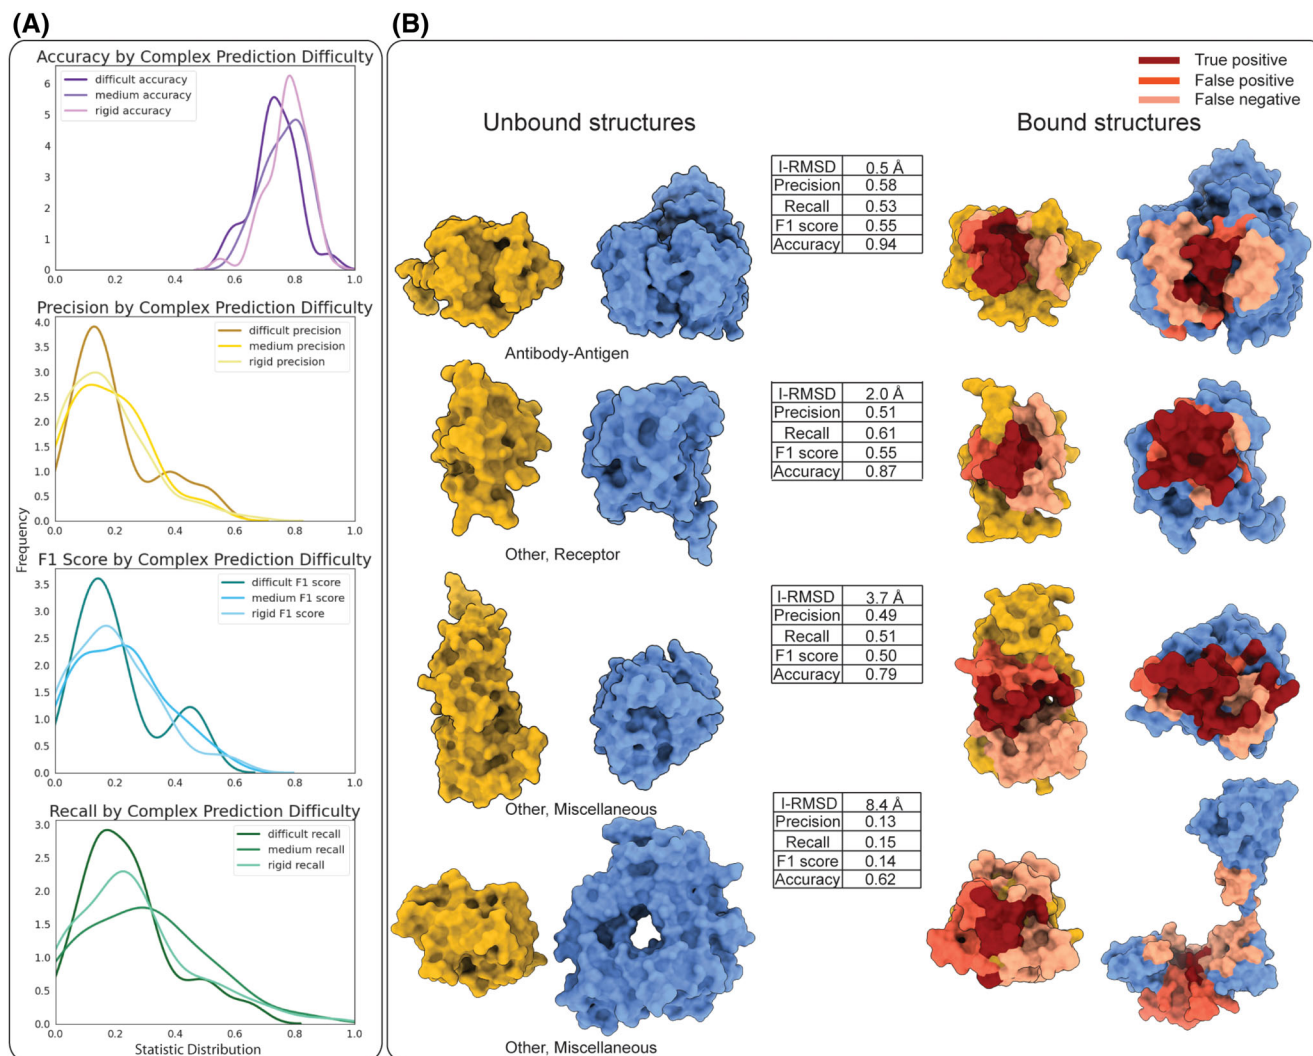 (A)
Accuracy by Complex Prediction Difficulty
difficult accuracy
medium accuracy
rigid accuracy
6
5
4
3
2
1
0
0.2
0.4
0.6
0.8
1.0
Precision by Complex Prediction Difficulty
difficult precision
medium precision
rigid precision
4.0
3.5
3.0
2.5
2.0
1.5
1.0
0.5
0.0
0.0
0.2
0.4
0.6
0.8
1.0
Frequency
F1 Score by Complex Prediction Difficulty
difficult F1 score
medium F1 score
rigid F1 score
3.5
3.0
2.5
2.0
1.5
1.0
0.5
0.0
0.0
0.2
0.4
0.6
0.8
1.0
Recall by Complex Prediction Difficulty
difficult recall
medium recall
rigid recall
3.0
2.5
2.0
1.5
1.0
0.5
0.0
0.0
0.2
0.4
0.6
0.8
1.0
Statistic Distribution
(B)
True positive
False positive
False negative
Unbound structures
Bound structures
I-RMSD 0.5 Å
Precision 0.58
Recall 0.53
F1 score 0.55
Accuracy 0.94
Antibody-Antigen
I-RMSD 2.0 Å
Precision 0.51
Recall 0.61
F1 score 0.55
Accuracy 0.87
Other, Receptor
I-RMSD 3.7 Å
Precision 0.49
Recall 0.51
F1 score 0.50
Accuracy 0.79
Other, Miscellaneous
I-RMSD 8.4 Å
Precision 0.13
Recall 0.15
F1 score 0.14
Accuracy 0.62
Other, Miscellaneous